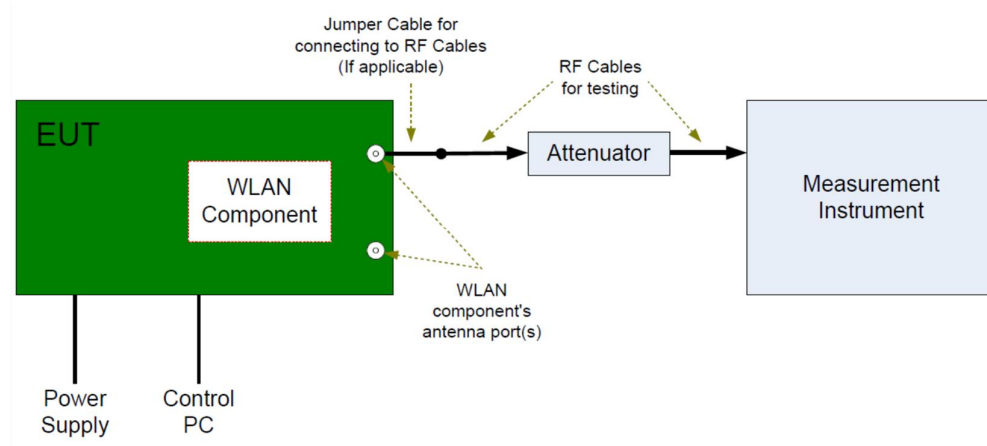 Jumper Cable for
connecting to RF Cables
(If applicable)
RF Cables
for testing
EUT
WLAN
Component
Attenuator
Measurement
Instrument
WLAN
component's
antenna port(s)
Power
Supply
Control
PC